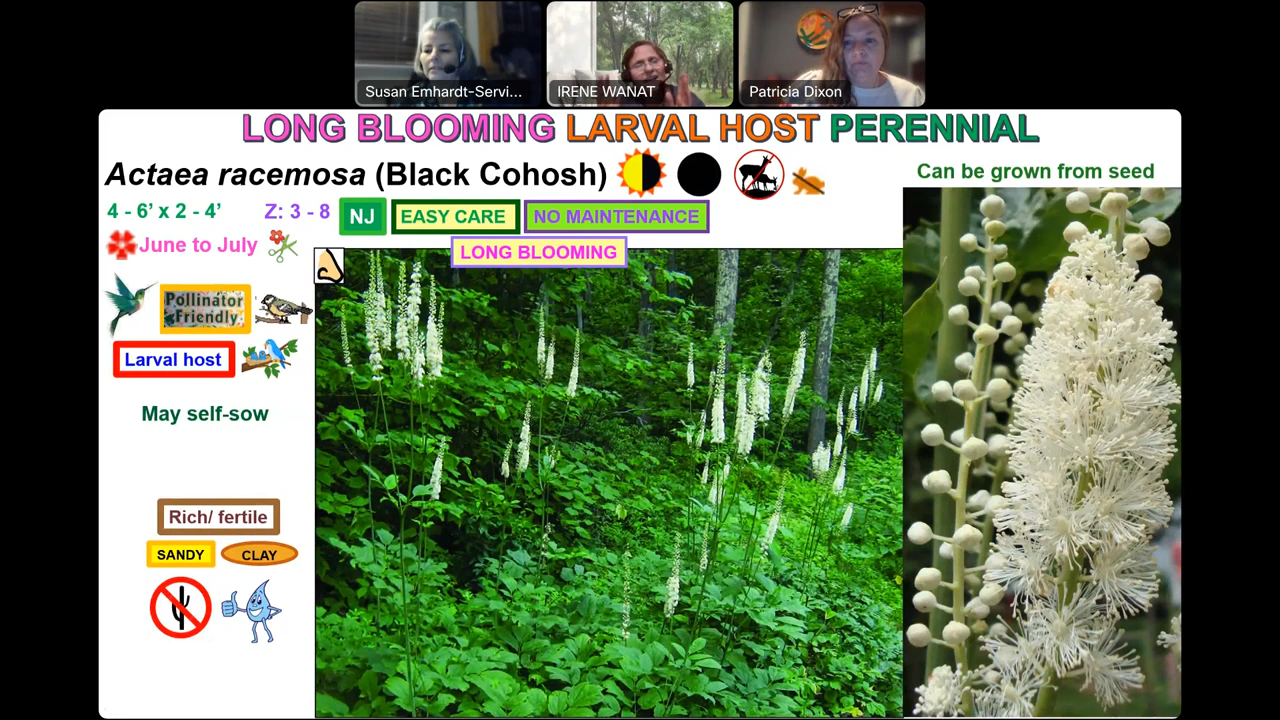 Susan Emhardt-Servi...
IRENE WANAT
Patricia Dixon
LONG BLOOMING LARVAL HOST PERENNIAL
Actaea racemosa (Black Cohosh)
Can be grown from seed
4 - 6' x 2 - 4'
Z: 3 - 8
NJ
EASY CARE
NO MAINTENANCE
June to July
LONG BLOOMING
Pollinator
Friendly
Larval host
May self-sow
Rich/ fertile
SANDY
CLAY